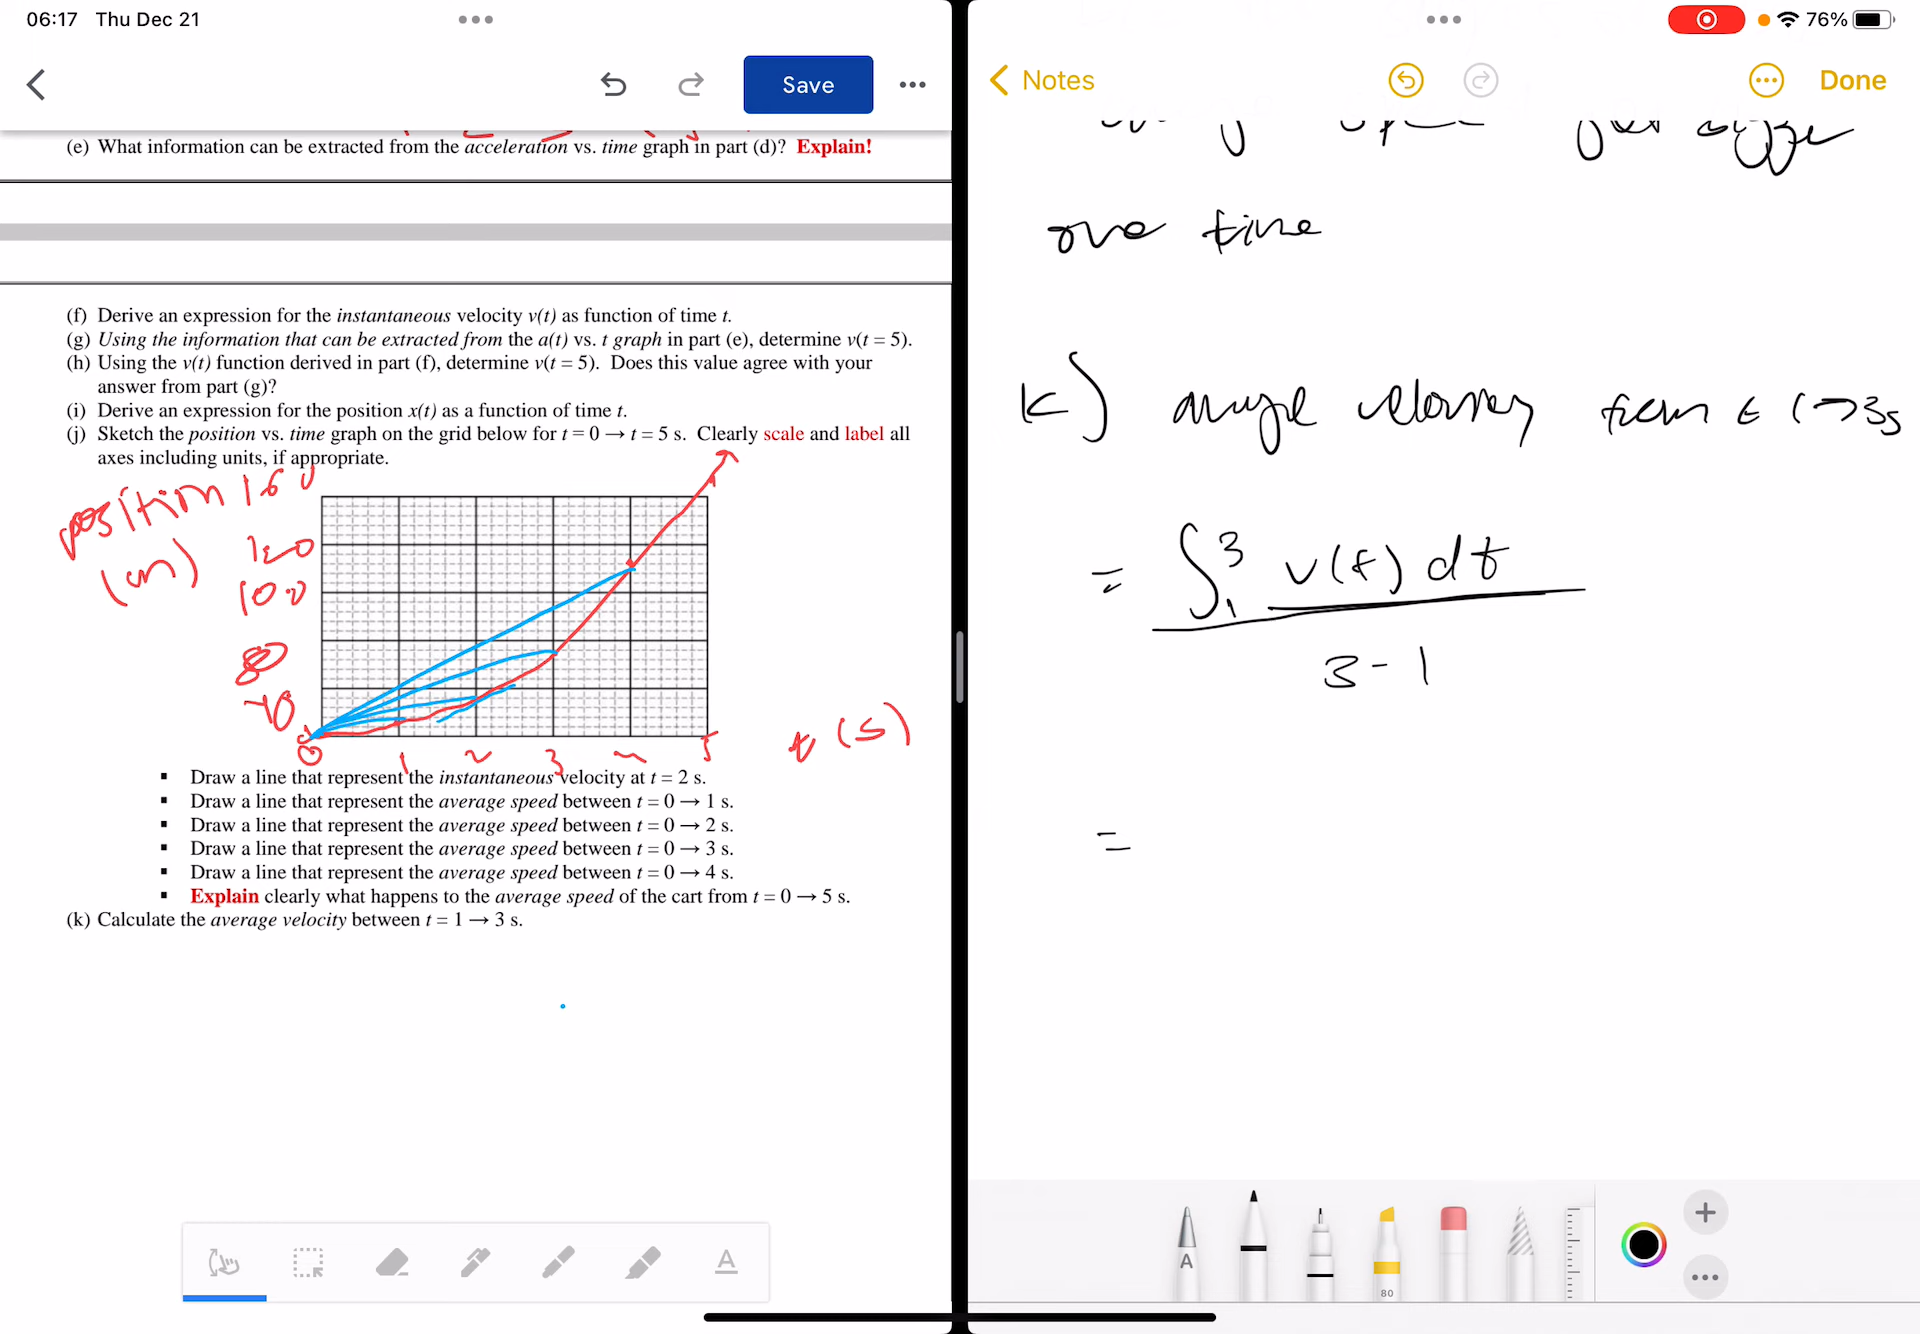 06:17 Thu Dec 21
76%
Save
Notes
Done
(e) What information can be extracted from the acceleration vs. time graph in part (d)? Explain!
(f) Derive an expression for the instantaneous velocity v(t) as function of time t.
(g) Using the information that can be extracted from the a(t) vs. t graph in part (e), determine v(t = 5).
(h) Using the v(t) function derived in part (f), determine v(t = 5). Does this value agree with your
answer from part (g)?
(i) Derive an expression for the position x(t) as a function of time t.
(j) Sketch the position vs. time graph on the grid below for t = 0 → t = 5 s. Clearly scale and label all
axes including units, if appropriate.
position 160
(m)
120
100
80
40
0 1 2 3 4 5
t (s)
▪ Draw a line that represent the instantaneous velocity at t = 2 s.
▪ Draw a line that represent the average speed between t = 0 → 1 s.
▪ Draw a line that represent the average speed between t = 0 → 2 s.
▪ Draw a line that represent the average speed between t = 0 → 3 s.
▪ Draw a line that represent the average speed between t = 0 → 4 s.
▪ Explain clearly what happens to the average speed of the cart from t = 0 → 5 s.
(k) Calculate the average velocity between t = 1 → 3 s.
over time
k) average velocity from t 1→3s
= ∫₁³ v(t) dt
3 - 1
=
A
80
A